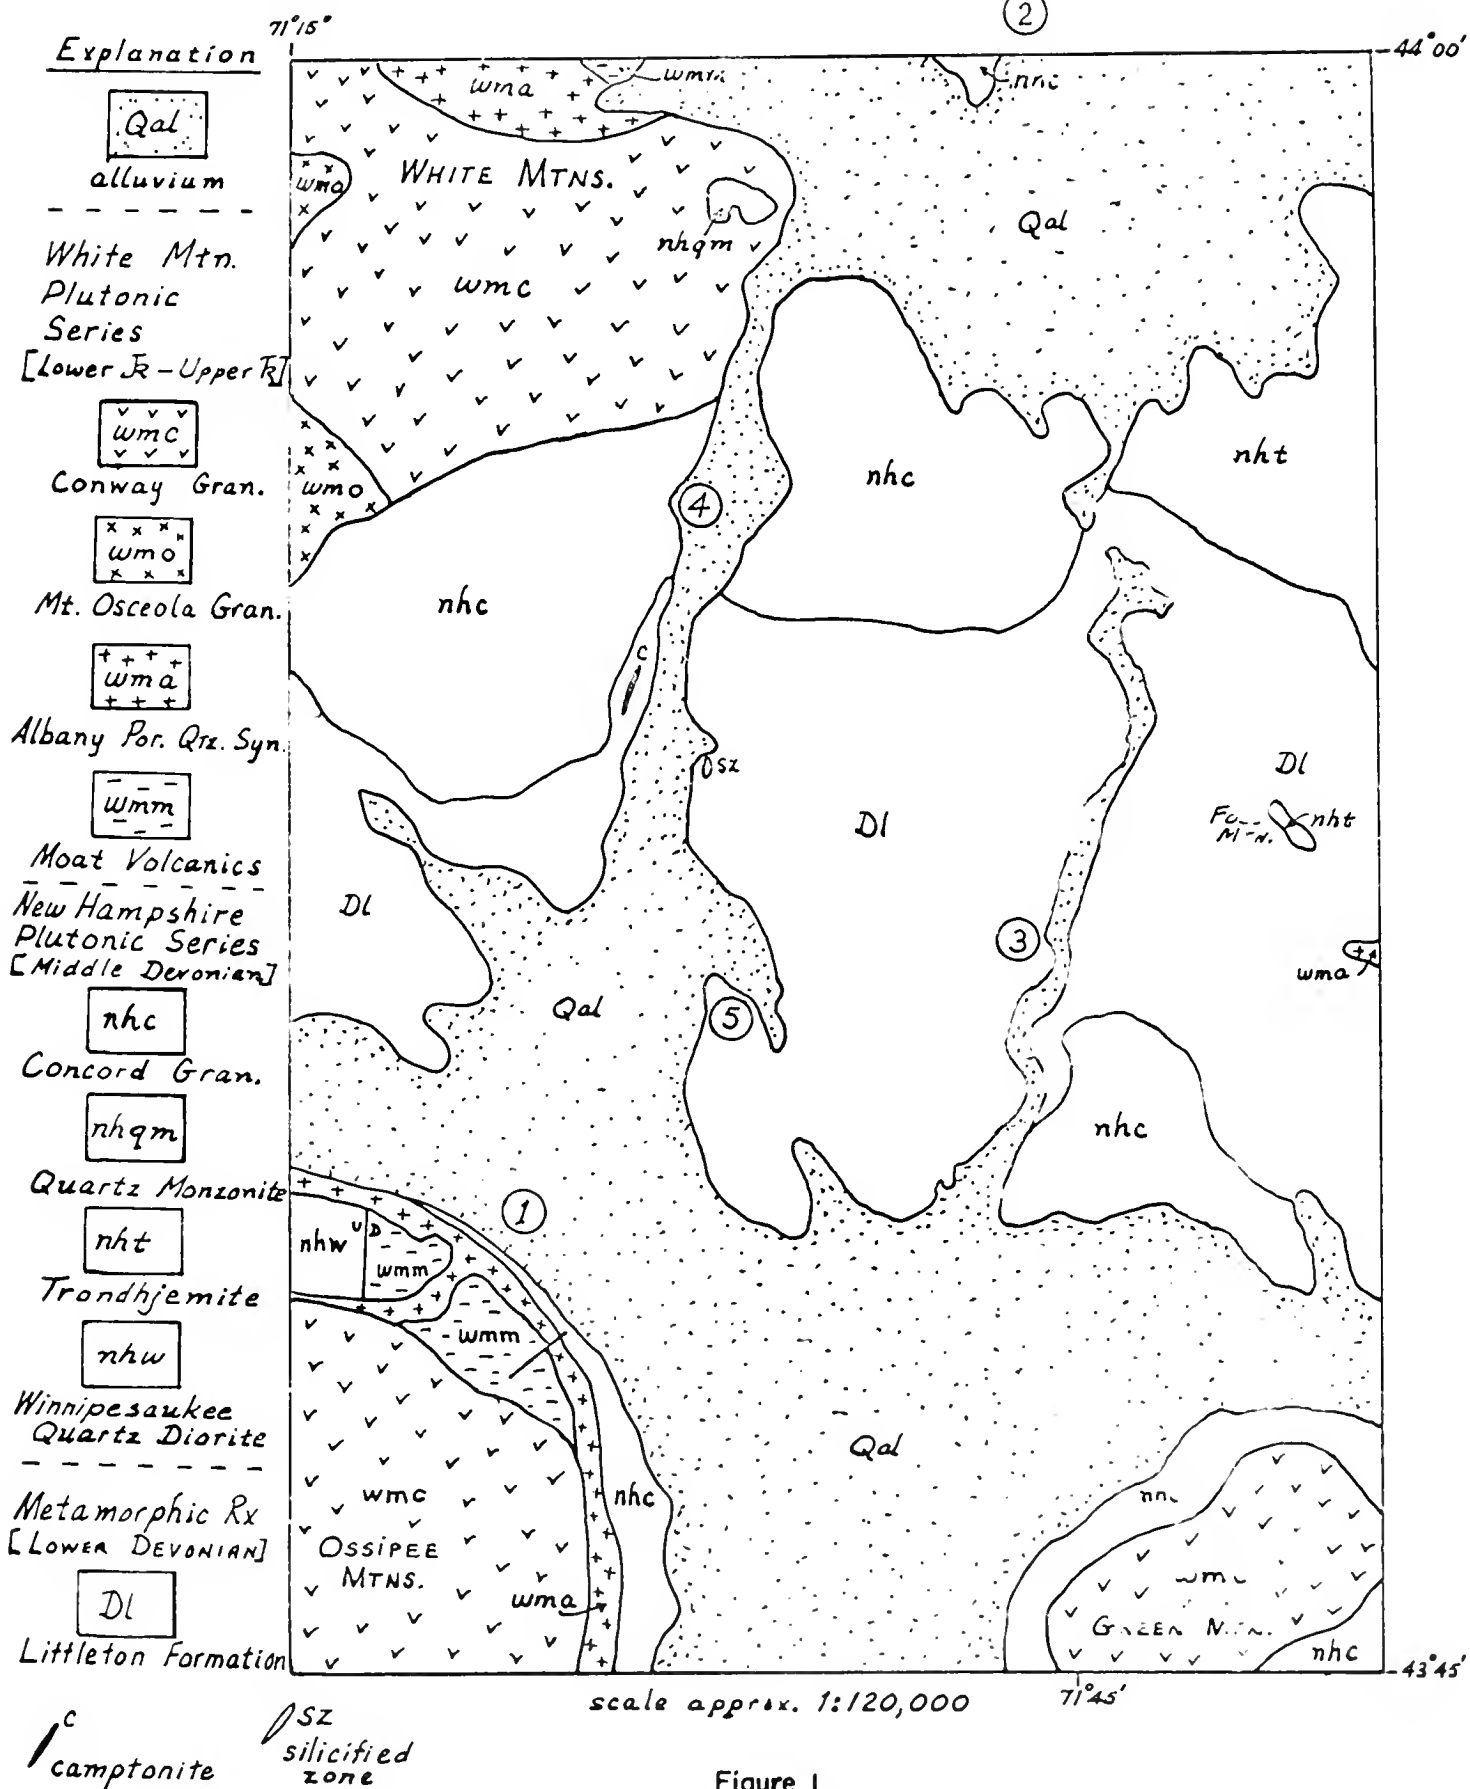 71°15'
2
44°00'
Explanation
Qal
alluvium
White Mtn.
Plutonic
Series
[Lower JR - Upper TR]
wmc
Conway Gran.
wmo
Mt. Osceola Gran.
wma
Albany Por. Qtz. Syn.
wmm
Moat Volcanics
New Hampshire
Plutonic Series
[Middle Devonian]
nhc
Concord Gran.
nhqm
Quartz Monzonite
nht
Trondhjemite
nhw
Winnipesaukee
Quartz Diorite
Metamorphic Rx
[LOWER DEVONIAN]
Dl
Littleton Formation
c
camptonite
SZ
silicified
zone
wma
wmm
wma
WHITE MTNS.
nhqm
wmc
Qal
wmo
4
nhc
nht
nhc
c
sz
Dl
Dl
nht
Dl
3
wma
Qal
5
nhc
1
nhw
U
D
wmm
wmm
Qal
wmc
nhc
OSSIPEE
MTNS.
wma
nhc
43°45'
scale approx. 1:120,000
71°45'
Figure 1